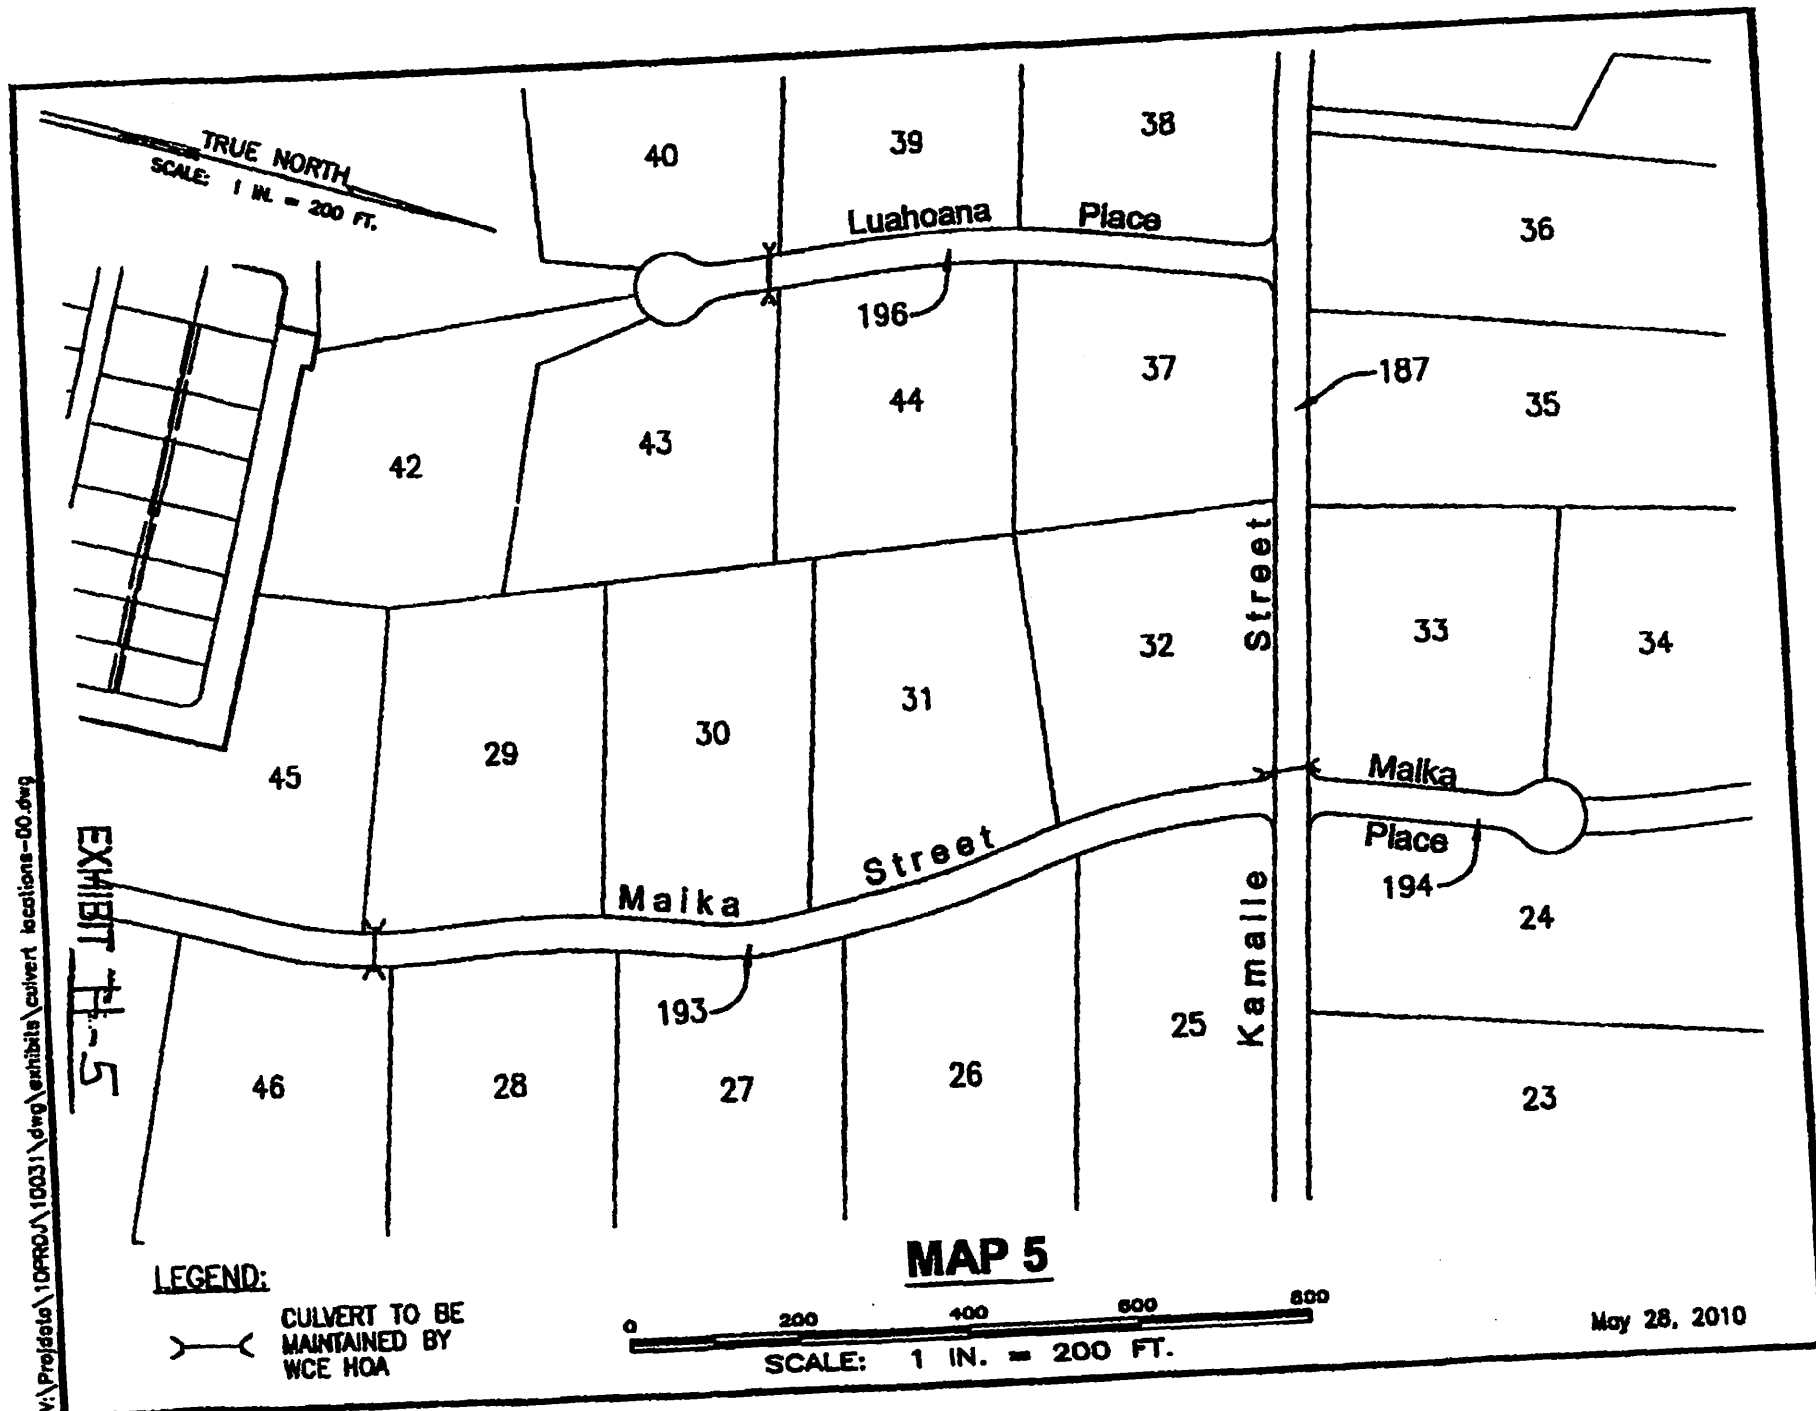 TRUE NORTH
SCALE: 1 IN. = 200 FT.
40
39
38
Luahoana Place
36
196
37
187
35
44
43
42
Street
33
34
32
31
30
29
45
Maika
Place
194
24
Maika Street
Kamalle
193
25
26
27
28
46
23
EXHIBIT H-5
V:\Projdata\10PROJ\10031\dwg\exhibits\culvert locations-00.dwg
MAP 5
LEGEND:
CULVERT TO BE
MAINTAINED BY
WCE HOA
0 200 400 600 800
SCALE: 1 IN. = 200 FT.
May 28, 2010